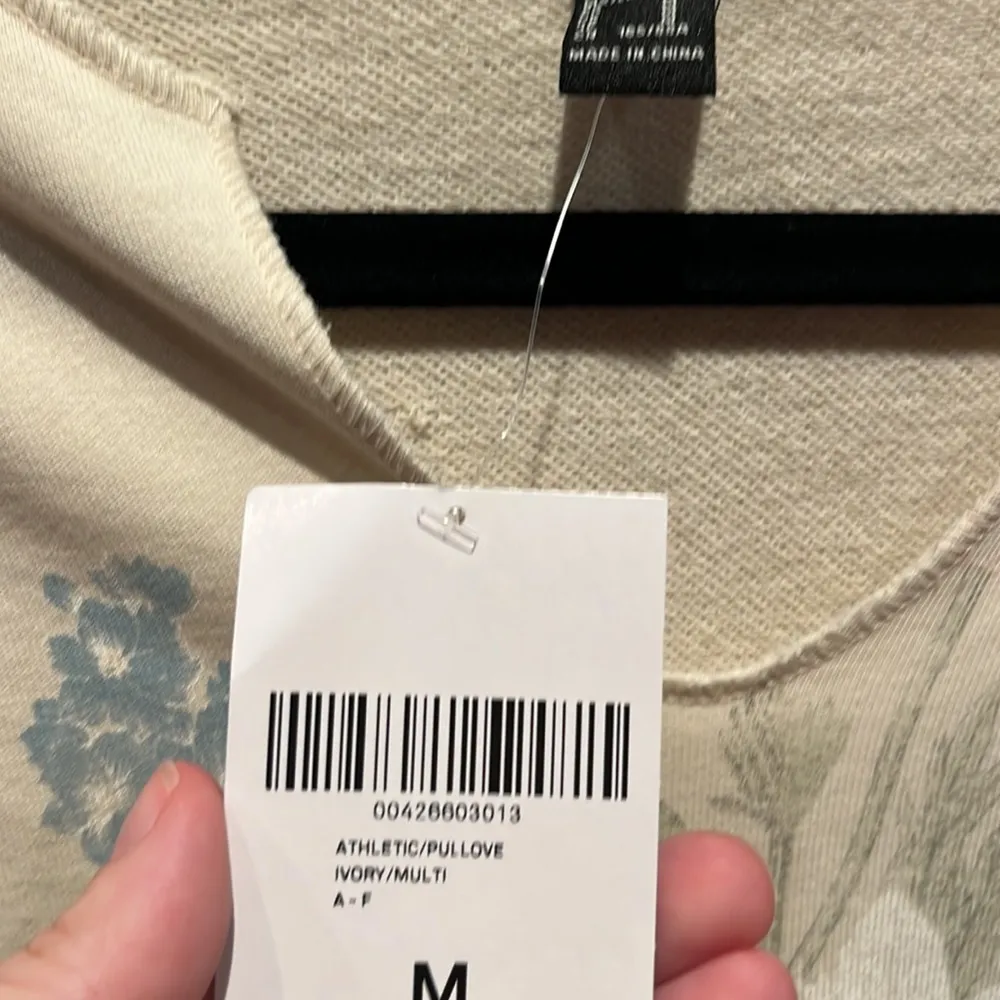 MADE IN CHINA
00426603013
ATHLETIC/PULLOVE
IVORY/MULTI
A - F
M